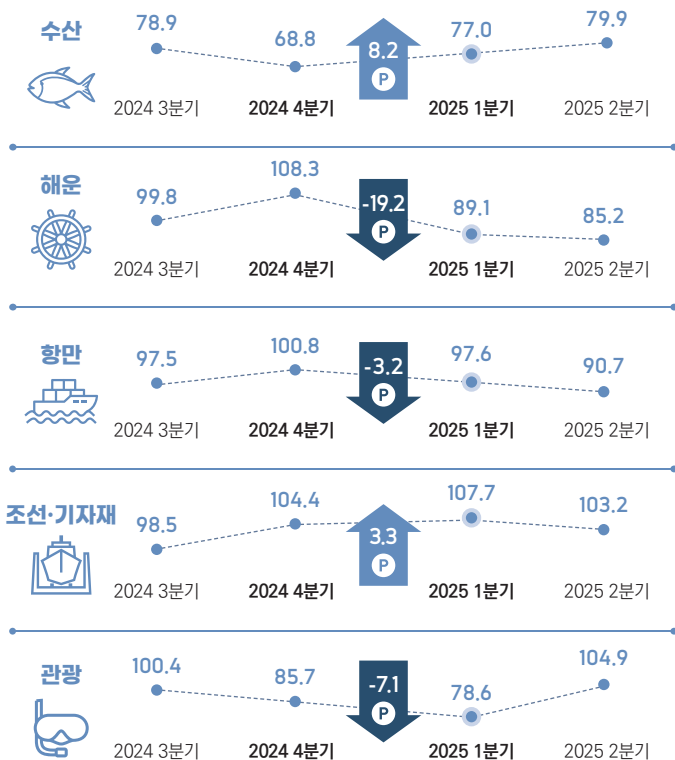 수산
78.9
68.8
8.2
P
77.0
79.9
2024 3분기
2024 4분기
2025 1분기
2025 2분기
해운
99.8
108.3
-19.2
P
89.1
85.2
2024 3분기
2024 4분기
2025 1분기
2025 2분기
항만
97.5
100.8
-3.2
P
97.6
90.7
2024 3분기
2024 4분기
2025 1분기
2025 2분기
조선·기자재
98.5
104.4
3.3
P
107.7
103.2
2024 3분기
2024 4분기
2025 1분기
2025 2분기
관광
100.4
85.7
-7.1
P
78.6
104.9
2024 3분기
2024 4분기
2025 1분기
2025 2분기